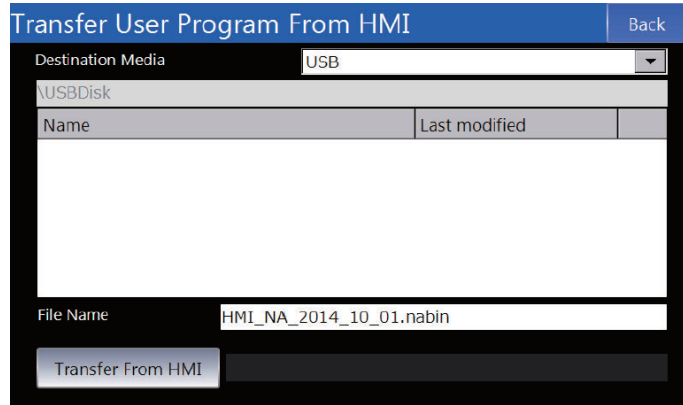 Transfer User Program From HMI Back
Destination Media USB
\USBDisk
Name Last modified
File Name HMI_NA_2014_10_01.nabin
Transfer From HMI